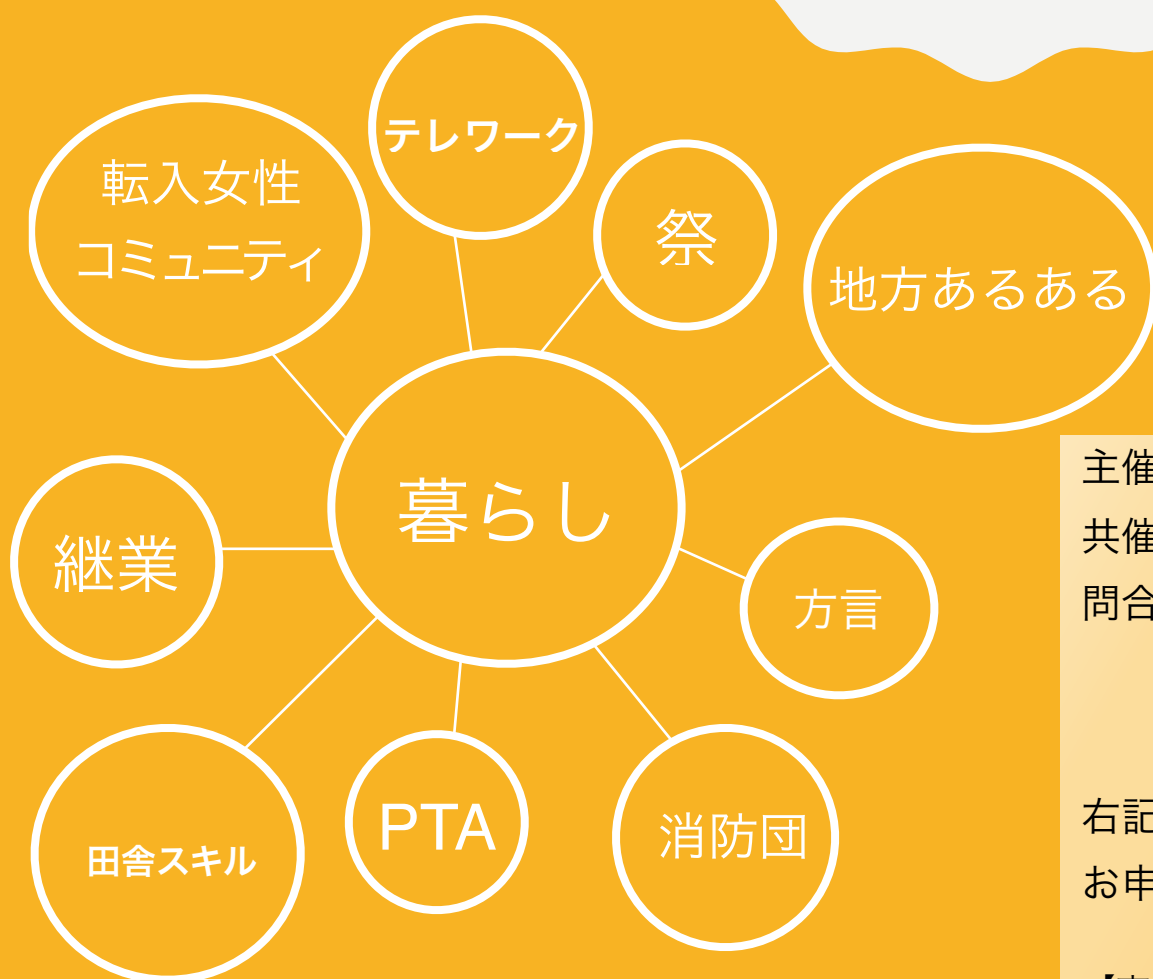 テレワーク
転入女性
コミュニティ
祭
地方あるある
暮らし
継業
方言
田舎スキル
PTA
消防団
主催
共催
問合
右記
お申